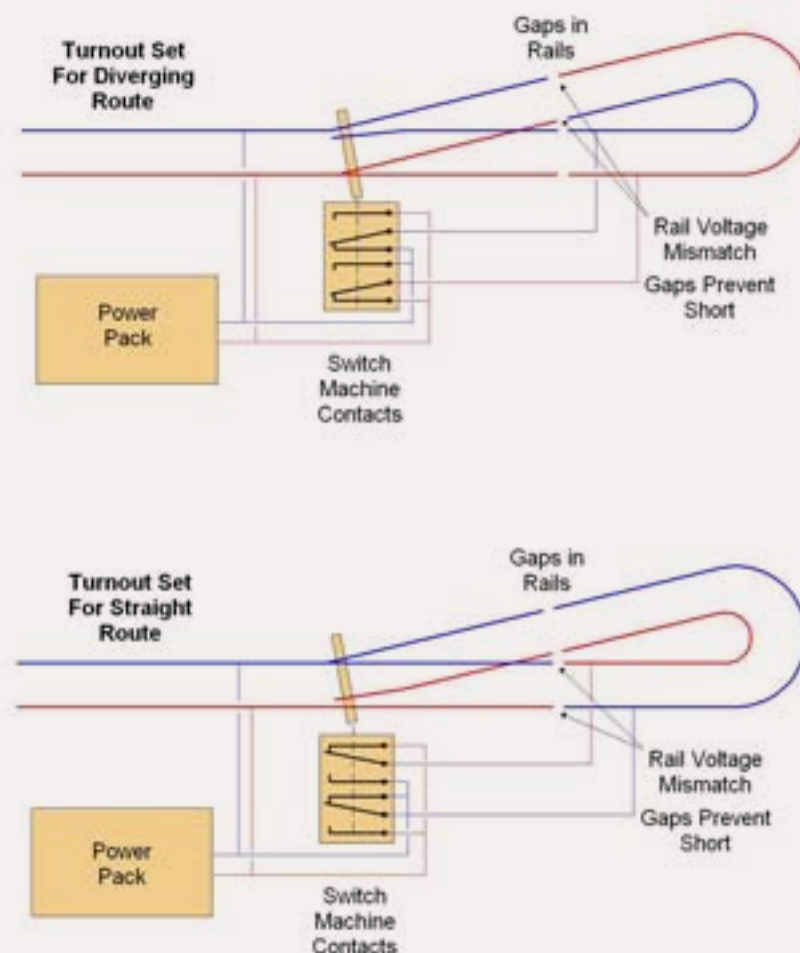 Gaps in
Rails
Turnout Set
For Diverging
Route
Rail Voltage
Mismatch
Gaps Prevent
Short
Power
Pack
Switch
Machine
Contacts
Gaps in
Rails
Turnout Set
For Straight
Route
Rail Voltage
Mismatch
Gaps Prevent
Short
Power
Pack
Switch
Machine
Contacts